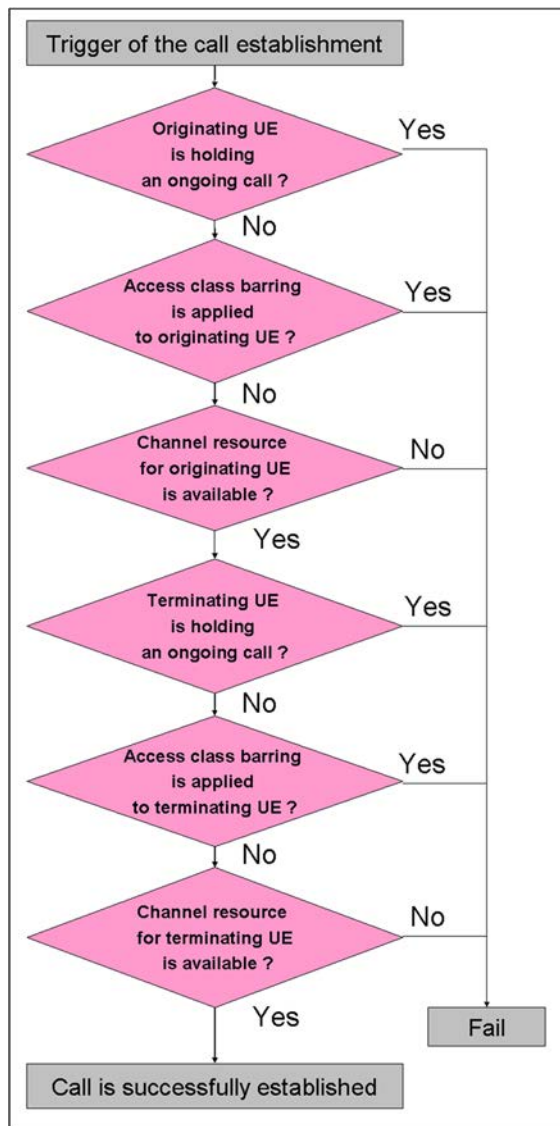 Trigger of the call establishment
Originating UE
is holding
an ongoing call ?
Yes
No
Access class barring
is applied
to originating UE ?
Yes
No
Channel resource
for originating UE
is available ?
No
Yes
Terminating UE
is holding
an ongoing call ?
Yes
No
Access class barring
is applied
to terminating UE ?
Yes
No
Channel resource
for terminating UE
is available ?
No
Yes
Fail
Call is successfully established